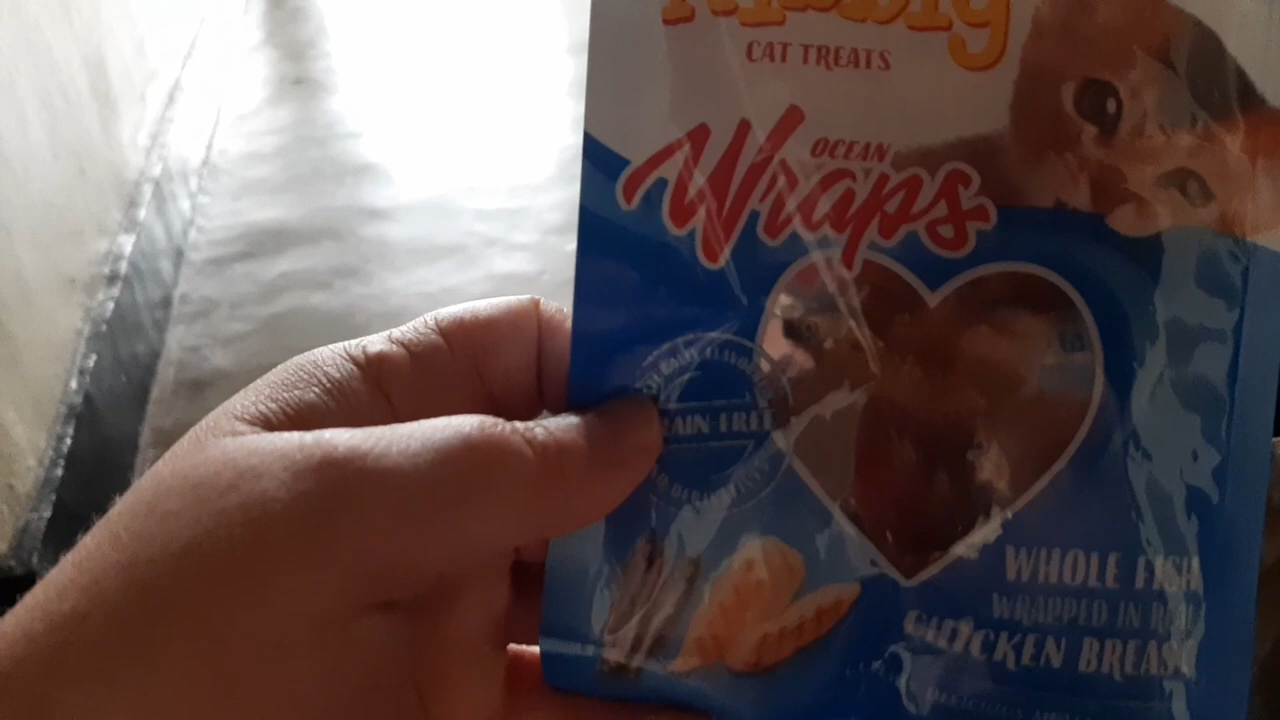 CAT TREATS
OCEAN
Wraps
GRAIN FREE
WHOLE FISH
WRAPPED IN REAL
CHICKEN BREAST